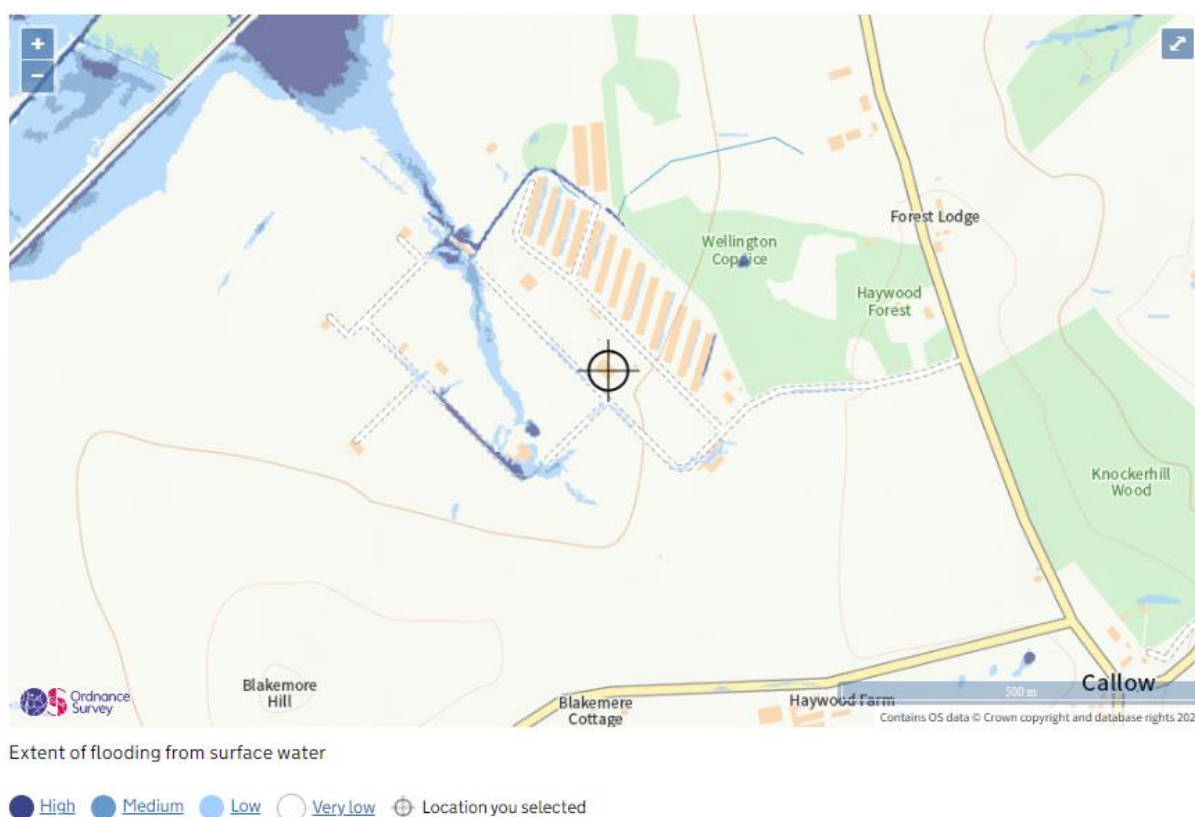 +
−
Forest Lodge
Wellington
Coppice
Haywood
Forest
Knockerhill
Wood
Blakemore
Hill
Ordnance
Survey
Blakemere
Cottage
Haywood Farm
500 m
Callow
Contains OS data © Crown copyright and database rights 202
Extent of flooding from surface water
High Medium Low Very low Location you selected